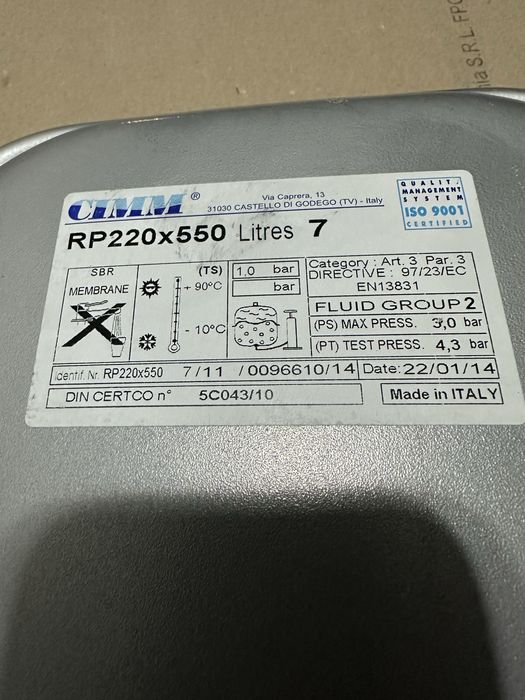 ia S.R.L. FPO
CIMM ®
Via Caprera, 13
31030 CASTELLO DI GODEGO (TV) - Italy
QUALITY
MANAGEMENT
SYSTEM
ISO 9001
CERTIFIED
RP220x550 Litres 7
SBR
MEMBRANE
(TS)
+ 90°C
- 10°C
1.0 bar
bar
Category : Art. 3 Par. 3
DIRECTIVE : 97/23/EC
EN13831
FLUID GROUP 2
(PS) MAX PRESS. 3,0 bar
(PT) TEST PRESS. 4,3 bar
Identif. Nr. RP220x550 7/11 / 0096610/14 Date: 22/01/14
DIN CERTCO n° 5C043/10 Made in ITALY